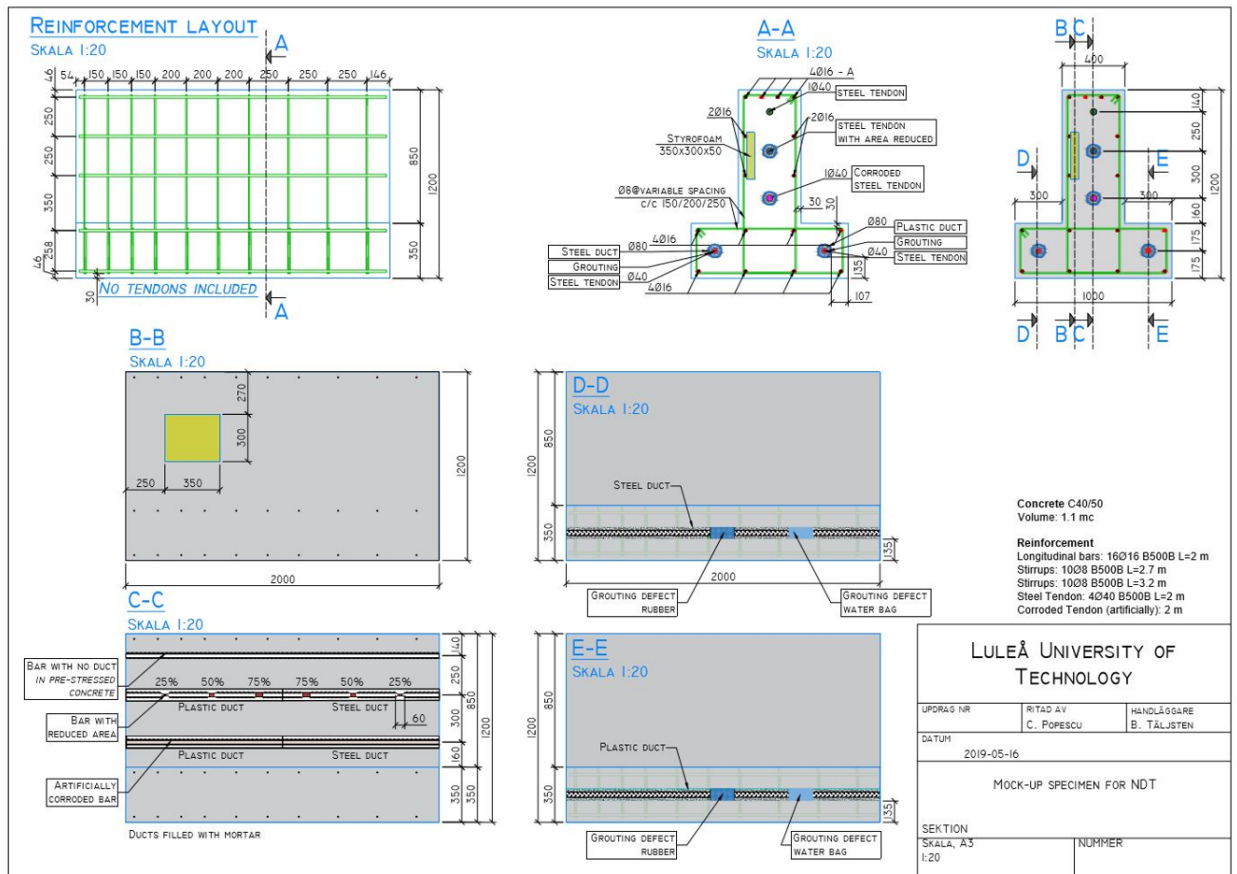 REINFORCEMENT LAYOUT
SKALA 1:20
A
46
54 150 150 150 200 200 200 250 250 250 146
250
250
350
258
46
30
850
350
1200
NO TENDONS INCLUDED
A
A-A
SKALA 1:20
4Ø16 - A
1Ø40
STEEL TENDON
2Ø16
2Ø16
STYROFOAM
350X300X50
STEEL TENDON
WITH AREA REDUCED
1Ø40
CORRODED
STEEL TENDON
Ø8@VARIABLE SPACING
C/C 150/200/250
30
30
Ø80
PLASTIC DUCT
4Ø16
STEEL DUCT
Ø80
GROUTING
GROUTING
Ø40
STEEL TENDON
STEEL TENDON
Ø40
135
4Ø16
107
B C
400
140
250
D
E
300
300
300
1200
160
175
175
1000
D
B C
E
B-B
SKALA 1:20
270
300
250
350
1200
2000
D-D
SKALA 1:20
850
1200
STEEL DUCT
350
135
2000
GROUTING DEFECT
RUBBER
GROUTING DEFECT
WATER BAG
C-C
SKALA 1:20
BAR WITH NO DUCT
IN PRE-STRESSED
CONCRETE
25% 50% 75% 75% 50% 25%
PLASTIC DUCT STEEL DUCT
60
BAR WITH
REDUCED AREA
PLASTIC DUCT STEEL DUCT
ARTIFICIALLY
CORRODED BAR
140
250
300
160
350
850
350
1200
DUCTS FILLED WITH MORTAR
E-E
SKALA 1:20
850
1200
PLASTIC DUCT
350
135
GROUTING DEFECT
RUBBER
GROUTING DEFECT
WATER BAG
Concrete C40/50
Volume: 1.1 mc
Reinforcement
Longitudinal bars: 16Ø16 B500B L=2 m
Stirrups: 10Ø8 B500B L=2.7 m
Stirrups: 10Ø8 B500B L=3.2 m
Steel Tendon: 4Ø40 B500B L=2 m
Corroded Tendon (artificially): 2 m
LULEÅ UNIVERSITY OF
TECHNOLOGY
UPDRAG NR
RITAD AV
C. POPESCU
HANDLÄGGARE
B. TÄLJSTEN
DATUM
2019-05-16
MOCK-UP SPECIMEN FOR NDT
SEKTION
SKALA, A3
1:20
NUMMER